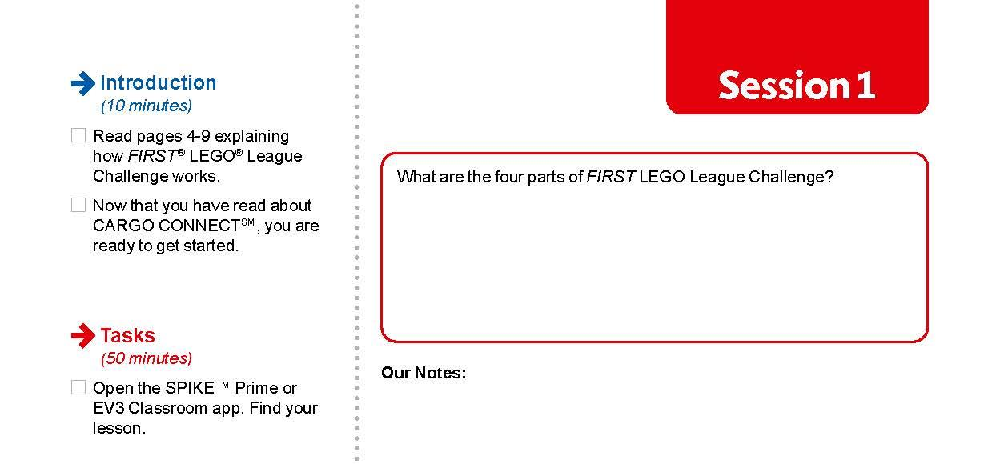 Session 1
Introduction
(10 minutes)
Read pages 4-9 explaining
how FIRST® LEGO® League
Challenge works.
Now that you have read about
CARGO CONNECT℠, you are
ready to get started.
Tasks
(50 minutes)
Open the SPIKE™ Prime or
EV3 Classroom app. Find your
lesson.
What are the four parts of FIRST LEGO League Challenge?
Our Notes: